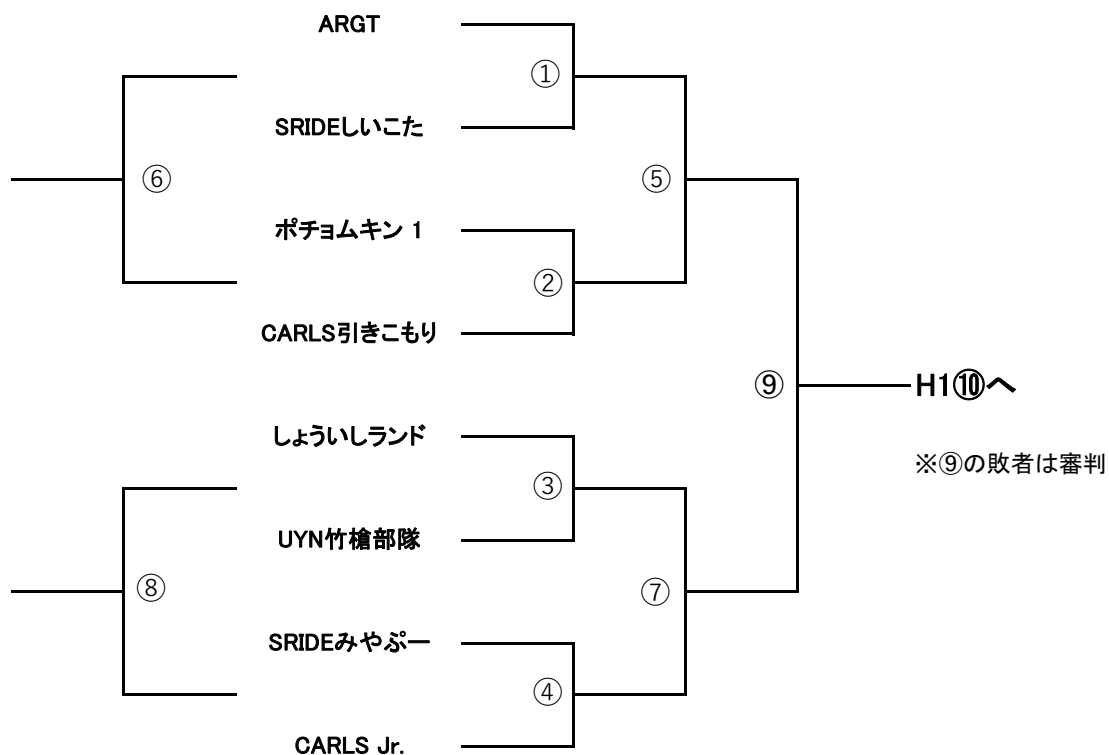 ARGT
①
SRIDEしいこた
⑥
⑤
ポチョムキン 1
②
CARLS引きこもり
⑨
H1⑩へ
しょういしランド
※⑨の敗者は審判
③
UYN竹槍部隊
⑧
⑦
SRIDEみやぷー
④
CARLS Jr.